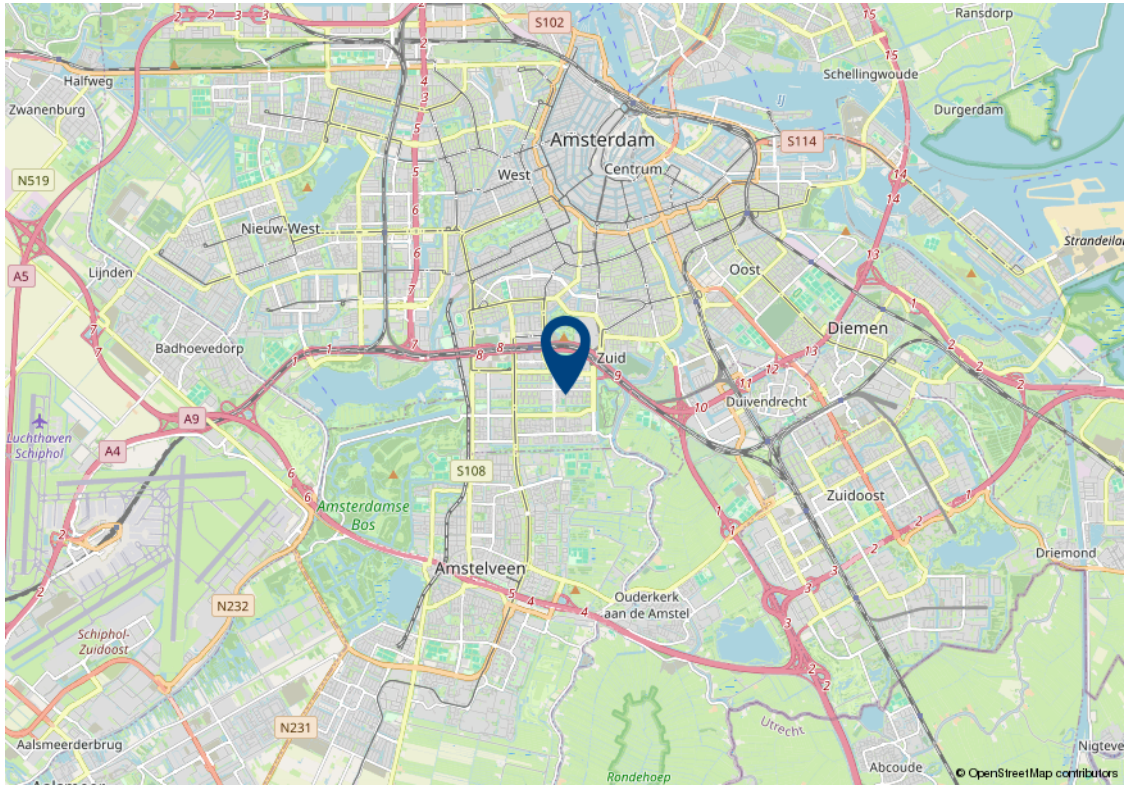 S102
Ransdorp
Halfweg
Schellingwoude
Zwanenburg
IJ
Durgerdam
Amsterdam
S114
West
Centrum
N519
Nieuw-West
Strandeilan
A5
Lijnden
Oost
Badhoevedorp
Diemen
Zuid
Duivendrecht
A9
Luchthaven
Schiphol
A4
S108
Zuidoost
Amsterdamse
Bos
Driemond
Amstelveen
N232
Ouderkerk
aan de Amstel
Schiphol-
Zuidoost
N231
Utrecht
Aalsmeerderbrug
Nigteve
Abcoude
Rondehoep
© OpenStreetMap contributors